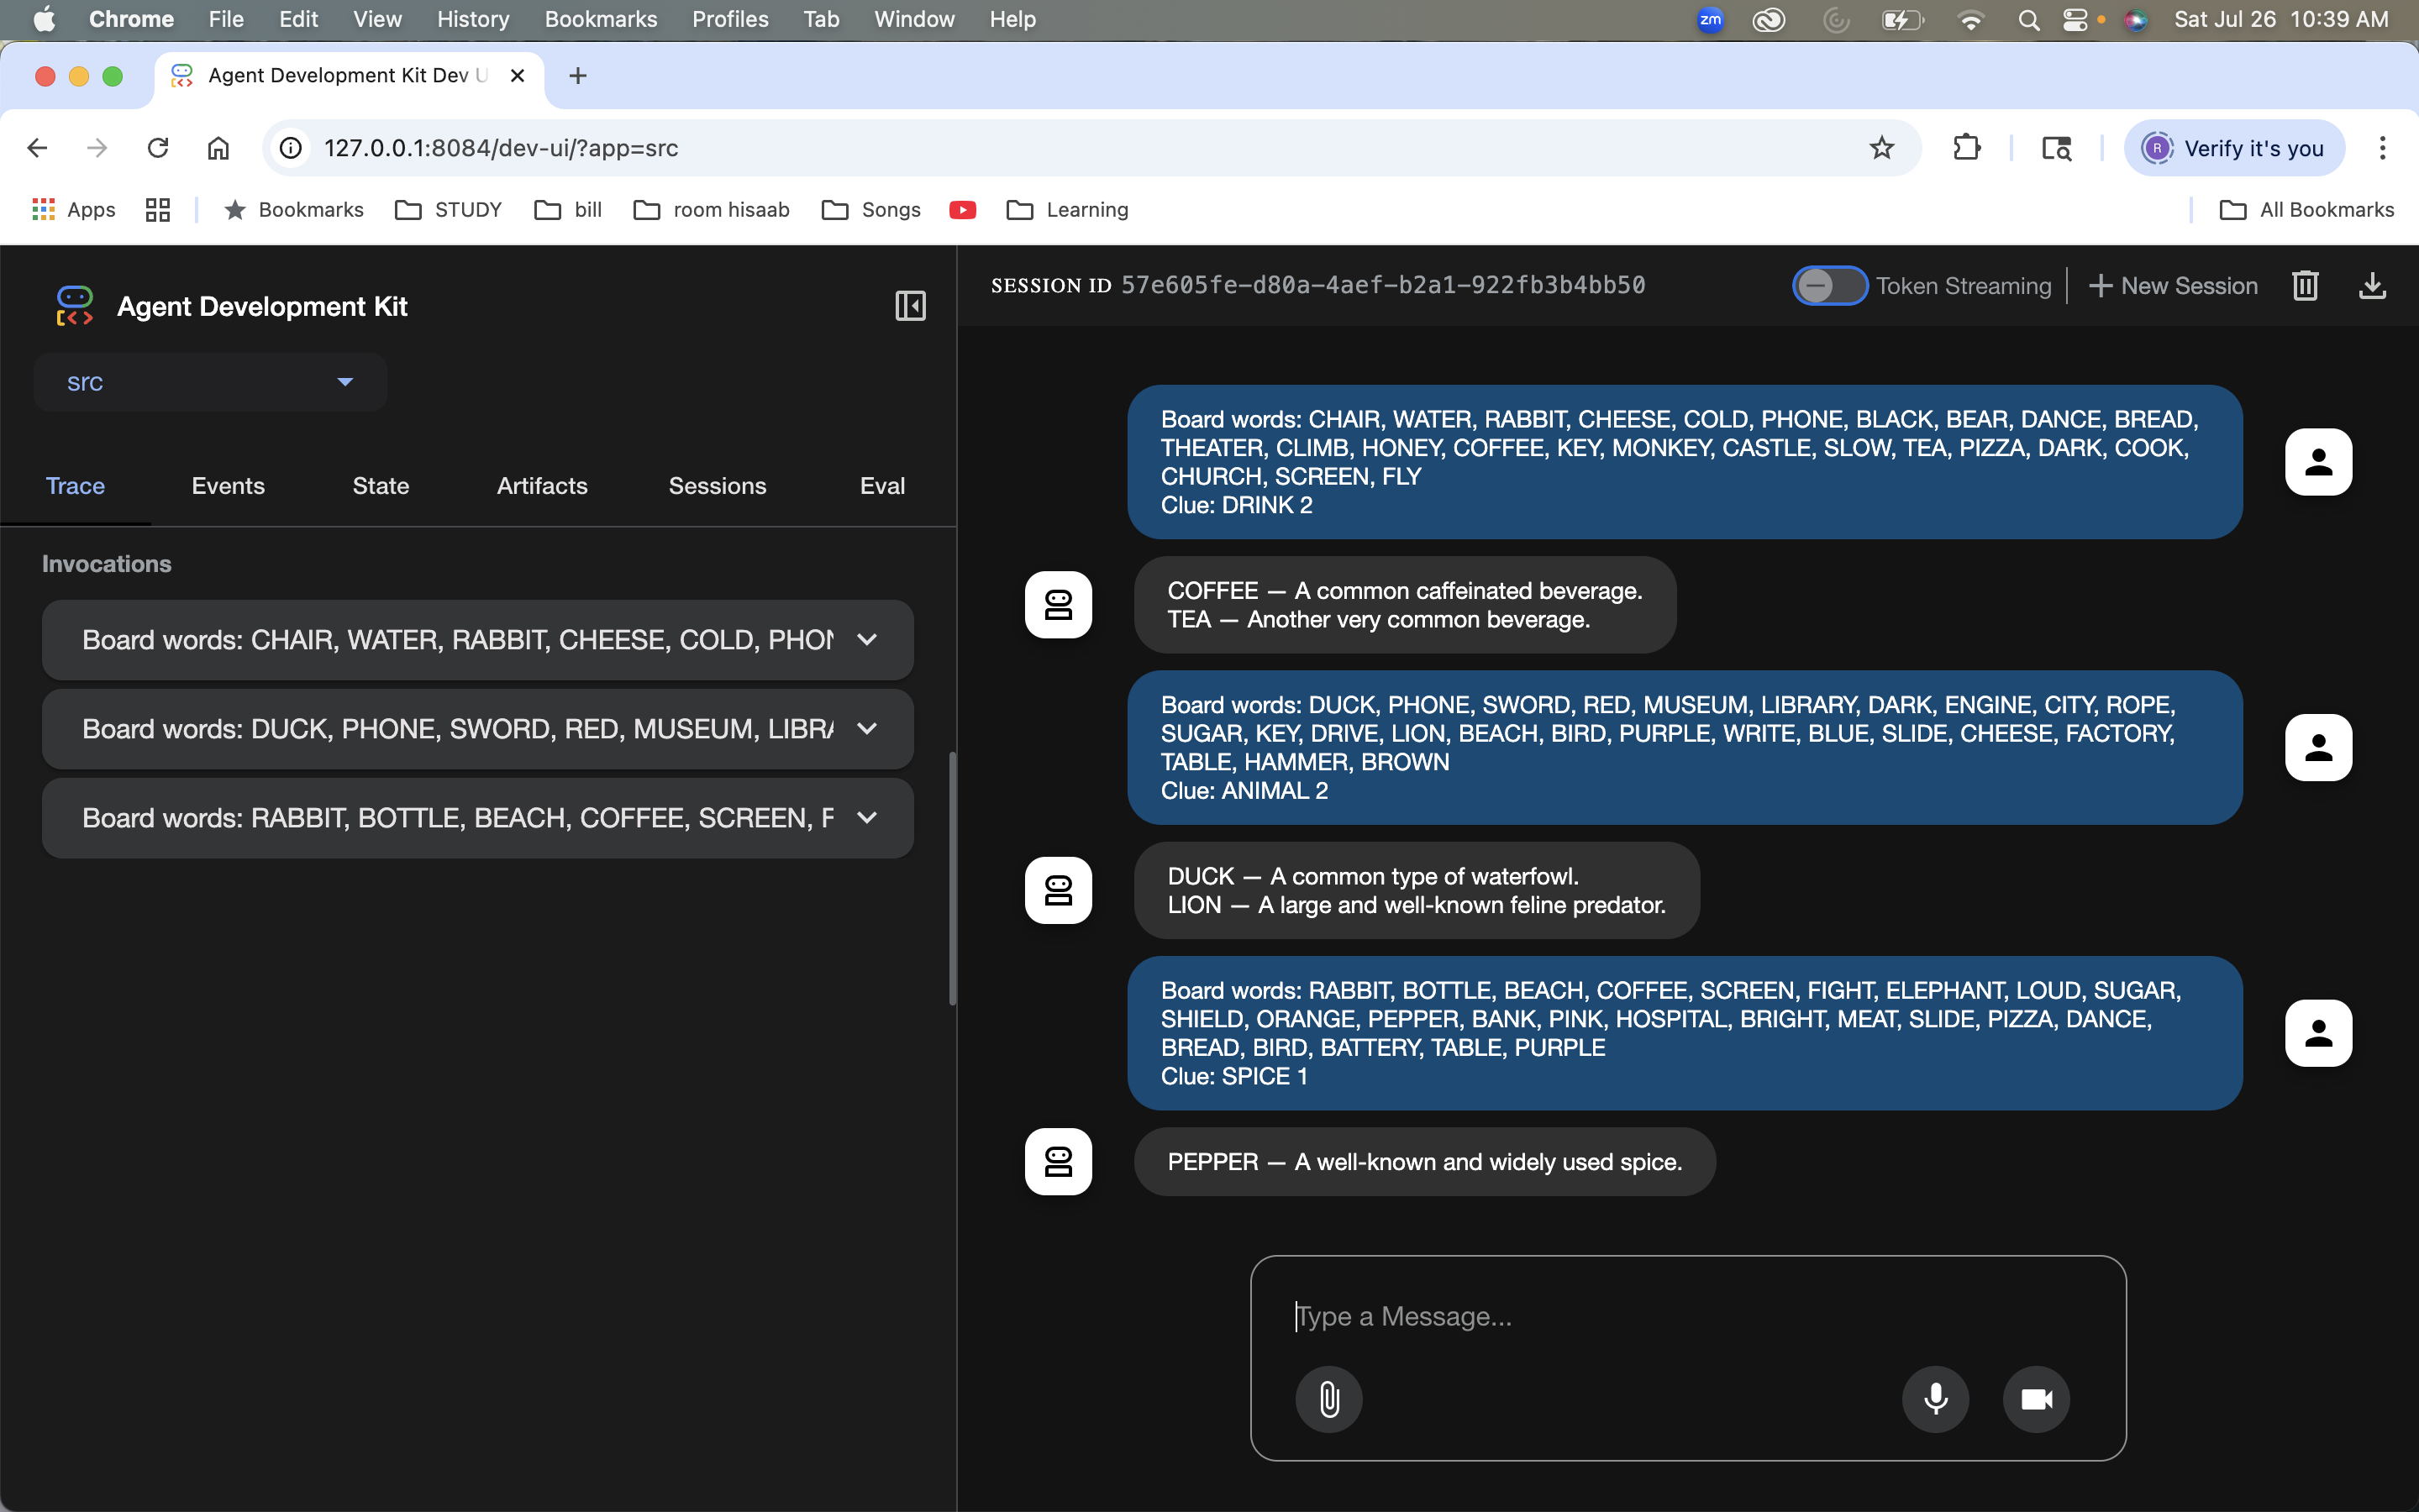 Chrome File Edit View History Bookmarks Profiles Tab Window Help zm Sat Jul 26 10:39 AM
Agent Development Kit Dev U
127.0.0.1:8084/dev-ui/?app=src R Verify it's you
Apps Bookmarks STUDY bill room hisaab Songs Learning All Bookmarks
Agent Development Kit
src
Trace Events State Artifacts Sessions Eval
Invocations
Board words: CHAIR, WATER, RABBIT, CHEESE, COLD, PHON
Board words: DUCK, PHONE, SWORD, RED, MUSEUM, LIBRA
Board words: RABBIT, BOTTLE, BEACH, COFFEE, SCREEN, F
SESSION ID 57e605fe-d80a-4aef-b2a1-922fb3b4bb50 Token Streaming New Session
Board words: CHAIR, WATER, RABBIT, CHEESE, COLD, PHONE, BLACK, BEAR, DANCE, BREAD,
THEATER, CLIMB, HONEY, COFFEE, KEY, MONKEY, CASTLE, SLOW, TEA, PIZZA, DARK, COOK,
CHURCH, SCREEN, FLY
Clue: DRINK 2
COFFEE — A common caffeinated beverage.
TEA — Another very common beverage.
Board words: DUCK, PHONE, SWORD, RED, MUSEUM, LIBRARY, DARK, ENGINE, CITY, ROPE,
SUGAR, KEY, DRIVE, LION, BEACH, BIRD, PURPLE, WRITE, BLUE, SLIDE, CHEESE, FACTORY,
TABLE, HAMMER, BROWN
Clue: ANIMAL 2
DUCK — A common type of waterfowl.
LION — A large and well-known feline predator.
Board words: RABBIT, BOTTLE, BEACH, COFFEE, SCREEN, FIGHT, ELEPHANT, LOUD, SUGAR,
SHIELD, ORANGE, PEPPER, BANK, PINK, HOSPITAL, BRIGHT, MEAT, SLIDE, PIZZA, DANCE,
BREAD, BIRD, BATTERY, TABLE, PURPLE
Clue: SPICE 1
PEPPER — A well-known and widely used spice.
Type a Message...